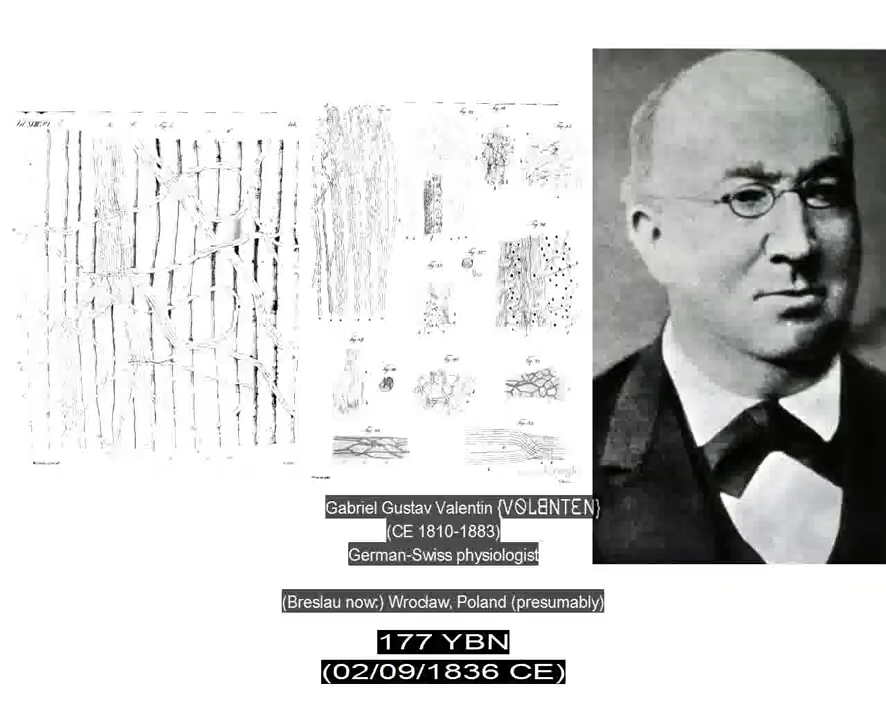 Gabriel Gustav Valentin {VOLENTEN}
(CE 1810-1883)
German-Swiss physiologist
(Breslau now:) Wrocław, Poland (presumably)
177 YBN
(02/09/1836 CE)